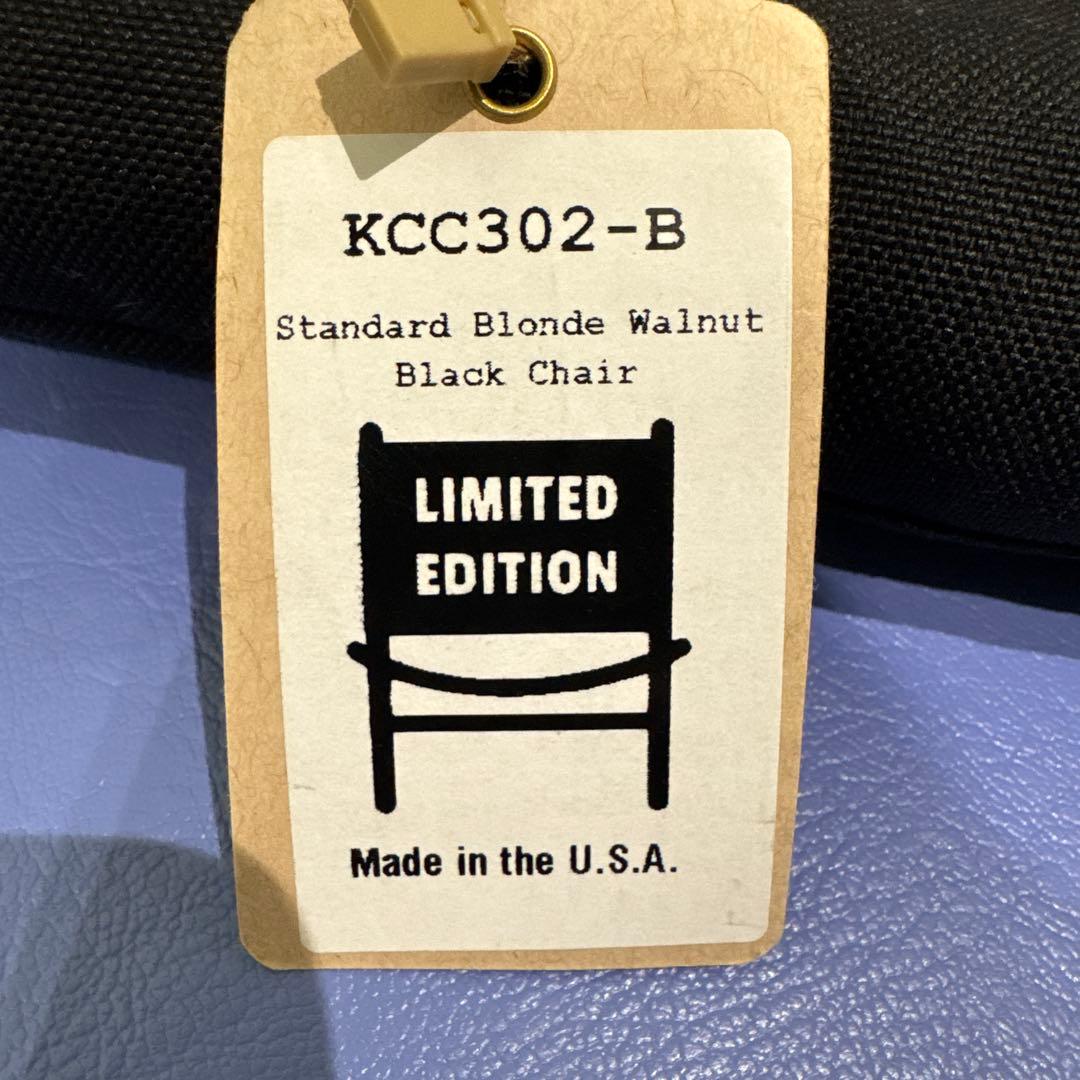 KCC302-B
Standard Blonde Walnut
Black Chair
LIMITED
EDITION
Made in the U.S.A.